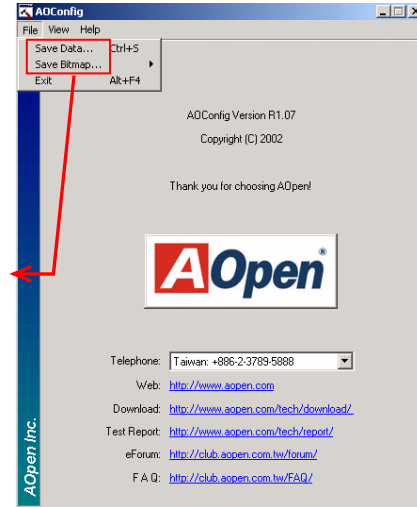 AOConfig
File View Help
Save Data... Ctrl+S
Save Bitmap...
Exit Alt+F4
AOConfig Version R1.07
Copyright (C) 2002
Thank you for choosing AOpen!
AOpen®
Telephone: Taiwan: +886-2-3789-5888
Web: http://www.aopen.com
Download: http://www.aopen.com/tech/download/
Test Report: http://www.aopen.com/tech/report/
eForum: http://club.aopen.com.tw/forum/
F A Q: http://club.aopen.com.tw/FAQ/
AOpen Inc.